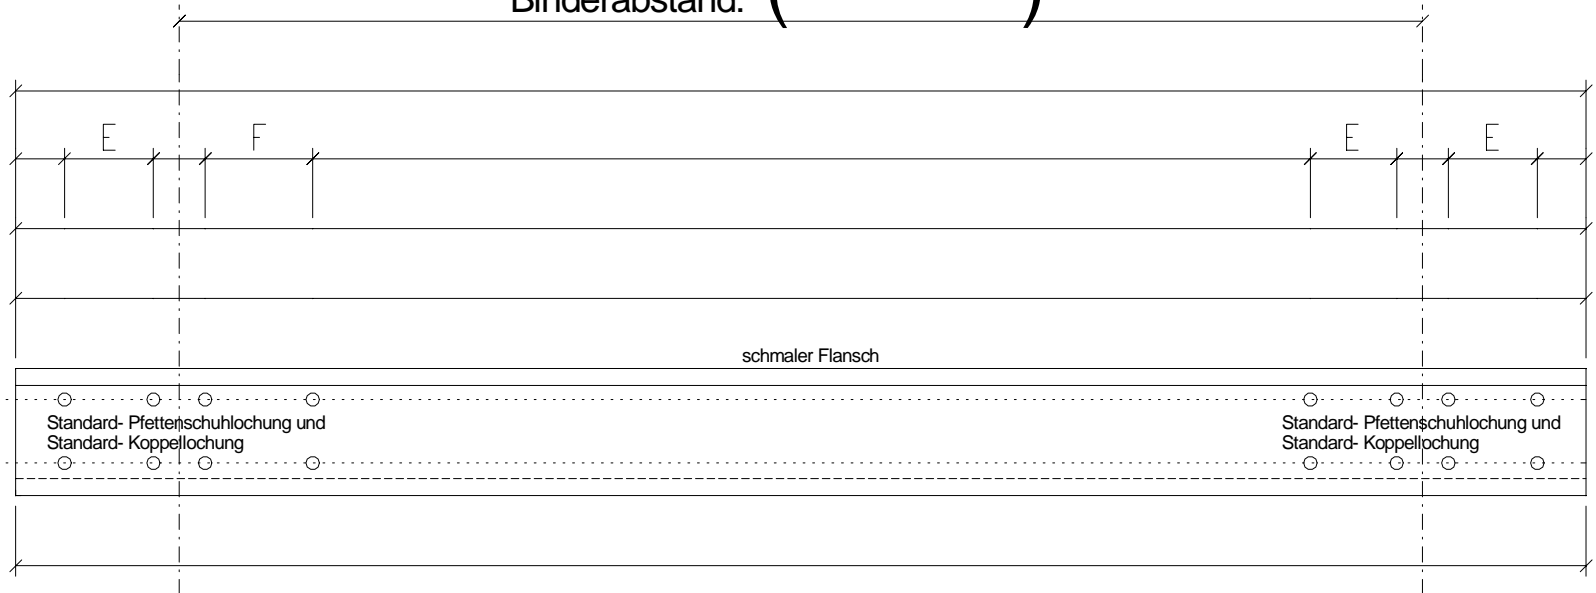 Binderabstand: ( )
E F E E
schmaler Flansch
Standard- Pfettenschuhlochung und
Standard- Koppellochung
Standard- Pfettenschuhlochung und
Standard- Koppellochung